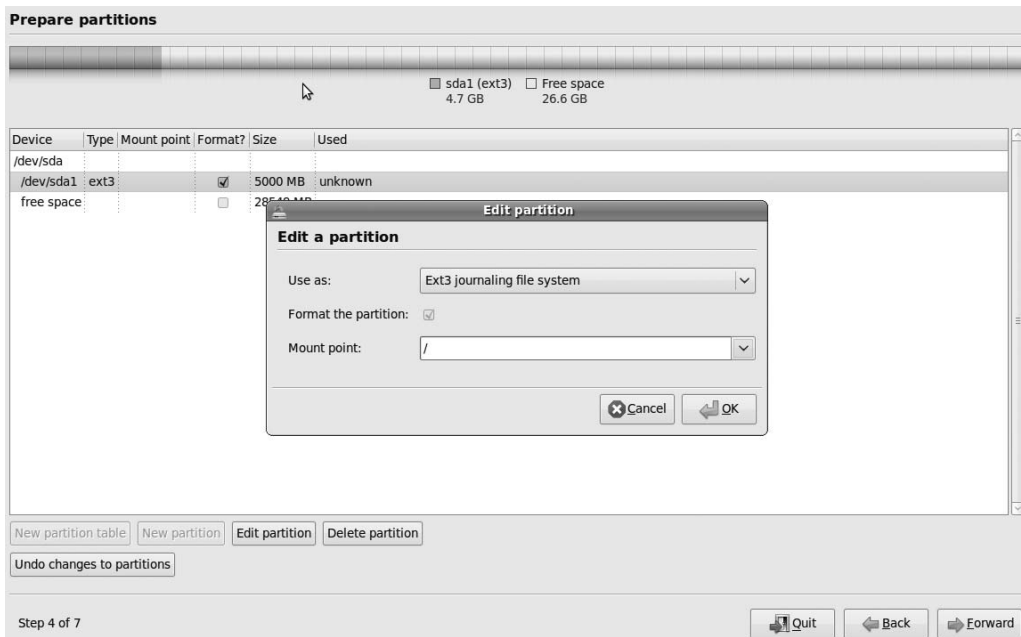 Prepare partitions
sda1 (ext3) Free space
4.7 GB 26.6 GB
Device Type Mount point Format? Size Used
/dev/sda
/dev/sda1 ext3 5000 MB unknown
free space
Edit partition
Edit a partition
Use as: Ext3 journaling file system
Format the partition:
Mount point: /
Cancel OK
New partition table New partition Edit partition Delete partition
Undo changes to partitions
Step 4 of 7 Quit Back Forward